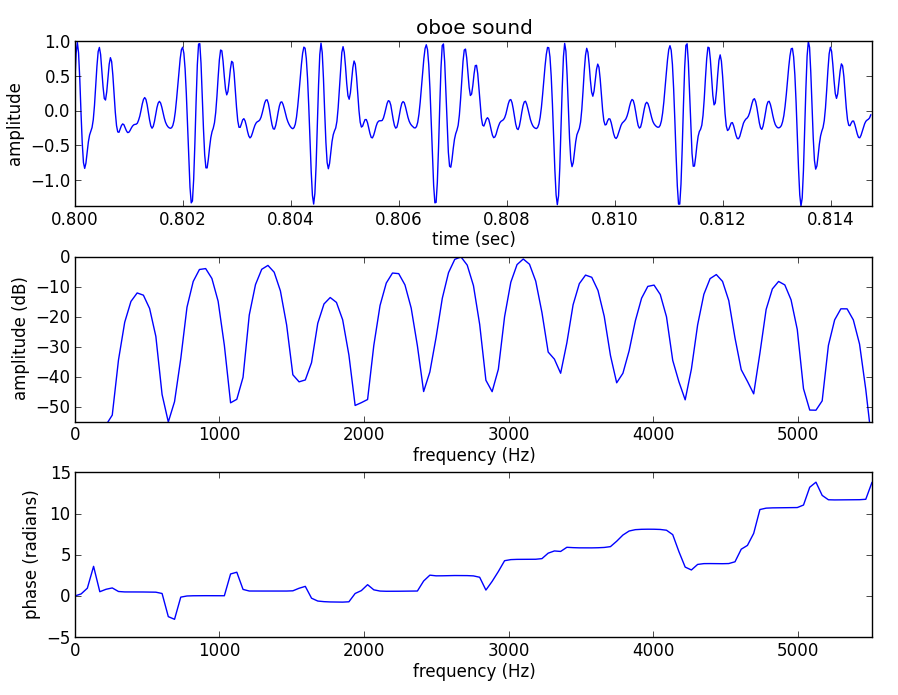 oboe sound
1.0
0.5
0.0
−0.5
−1.0
amplitude
0.800 0.802 0.804 0.806 0.808 0.810 0.812 0.814
time (sec)
0
−10
−20
−30
−40
−50
amplitude (dB)
0 1000 2000 3000 4000 5000
frequency (Hz)
15
10
5
0
−5
phase (radians)
0 1000 2000 3000 4000 5000
frequency (Hz)